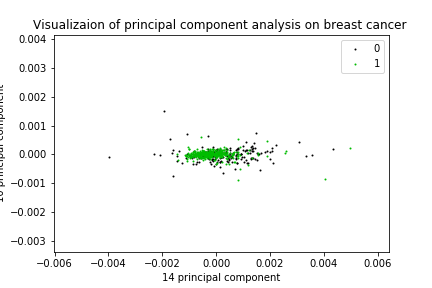 Visualizaion of principal component analysis on breast cancer
0.004
0.003
0.002
0.001
0.000
−0.001
−0.002
−0.003
principal component
0
1
−0.006 −0.004 −0.002 0.000 0.002 0.004 0.006
14 principal component